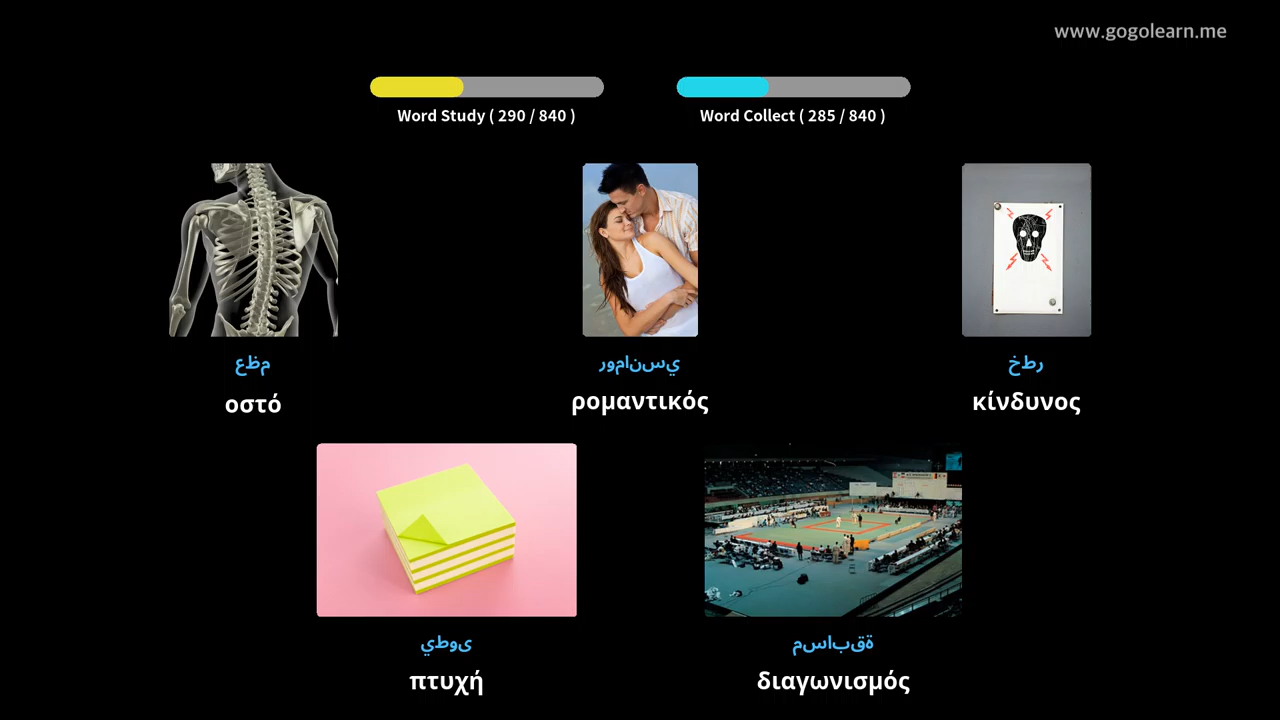 www.gogolearn.me
Word Study ( 290 / 840 )
Word Collect ( 285 / 840 )
عظم
رومانسي
خطر
οστό
ρομαντικός
κίνδυνος
يطوى
مسابقة
πτυχή
διαγωνισμός